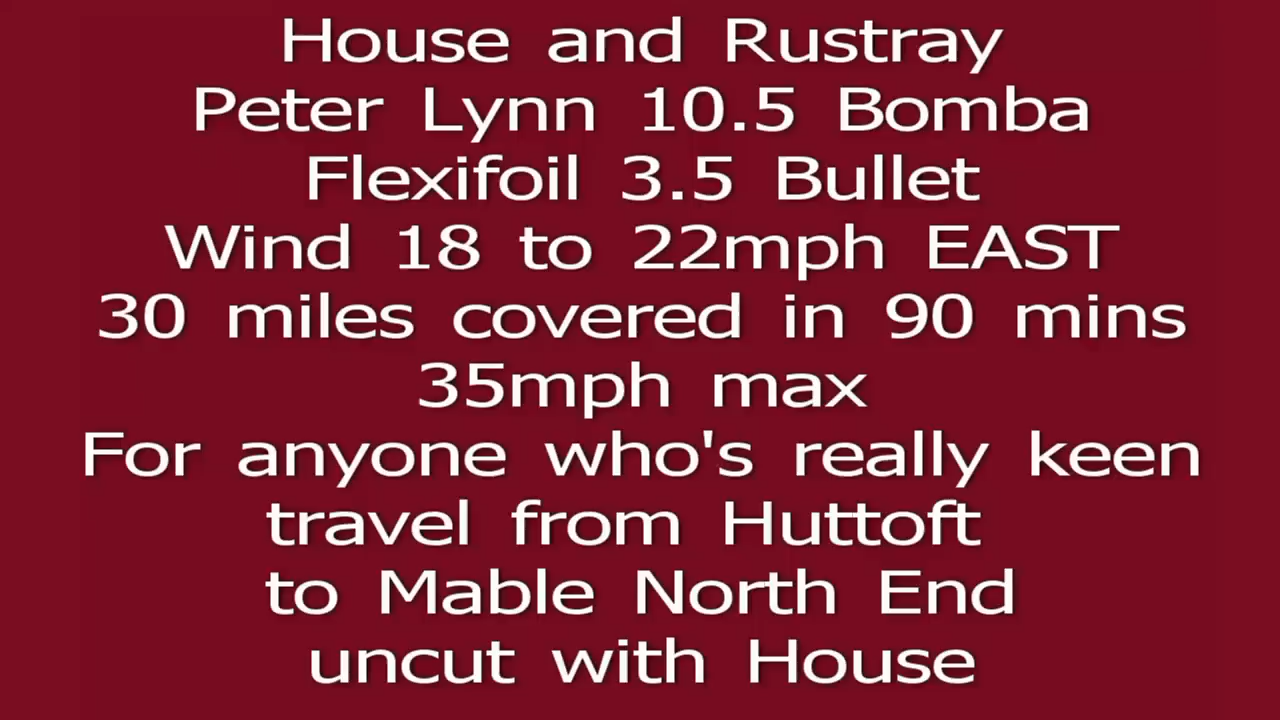 House and Rustray
Peter Lynn 10.5 Bomba
Flexifoil 3.5 Bullet
Wind 18 to 22mph EAST
30 miles covered in 90 mins
35mph max
For anyone who's really keen
travel from Huttoft
to Mable North End
uncut with House